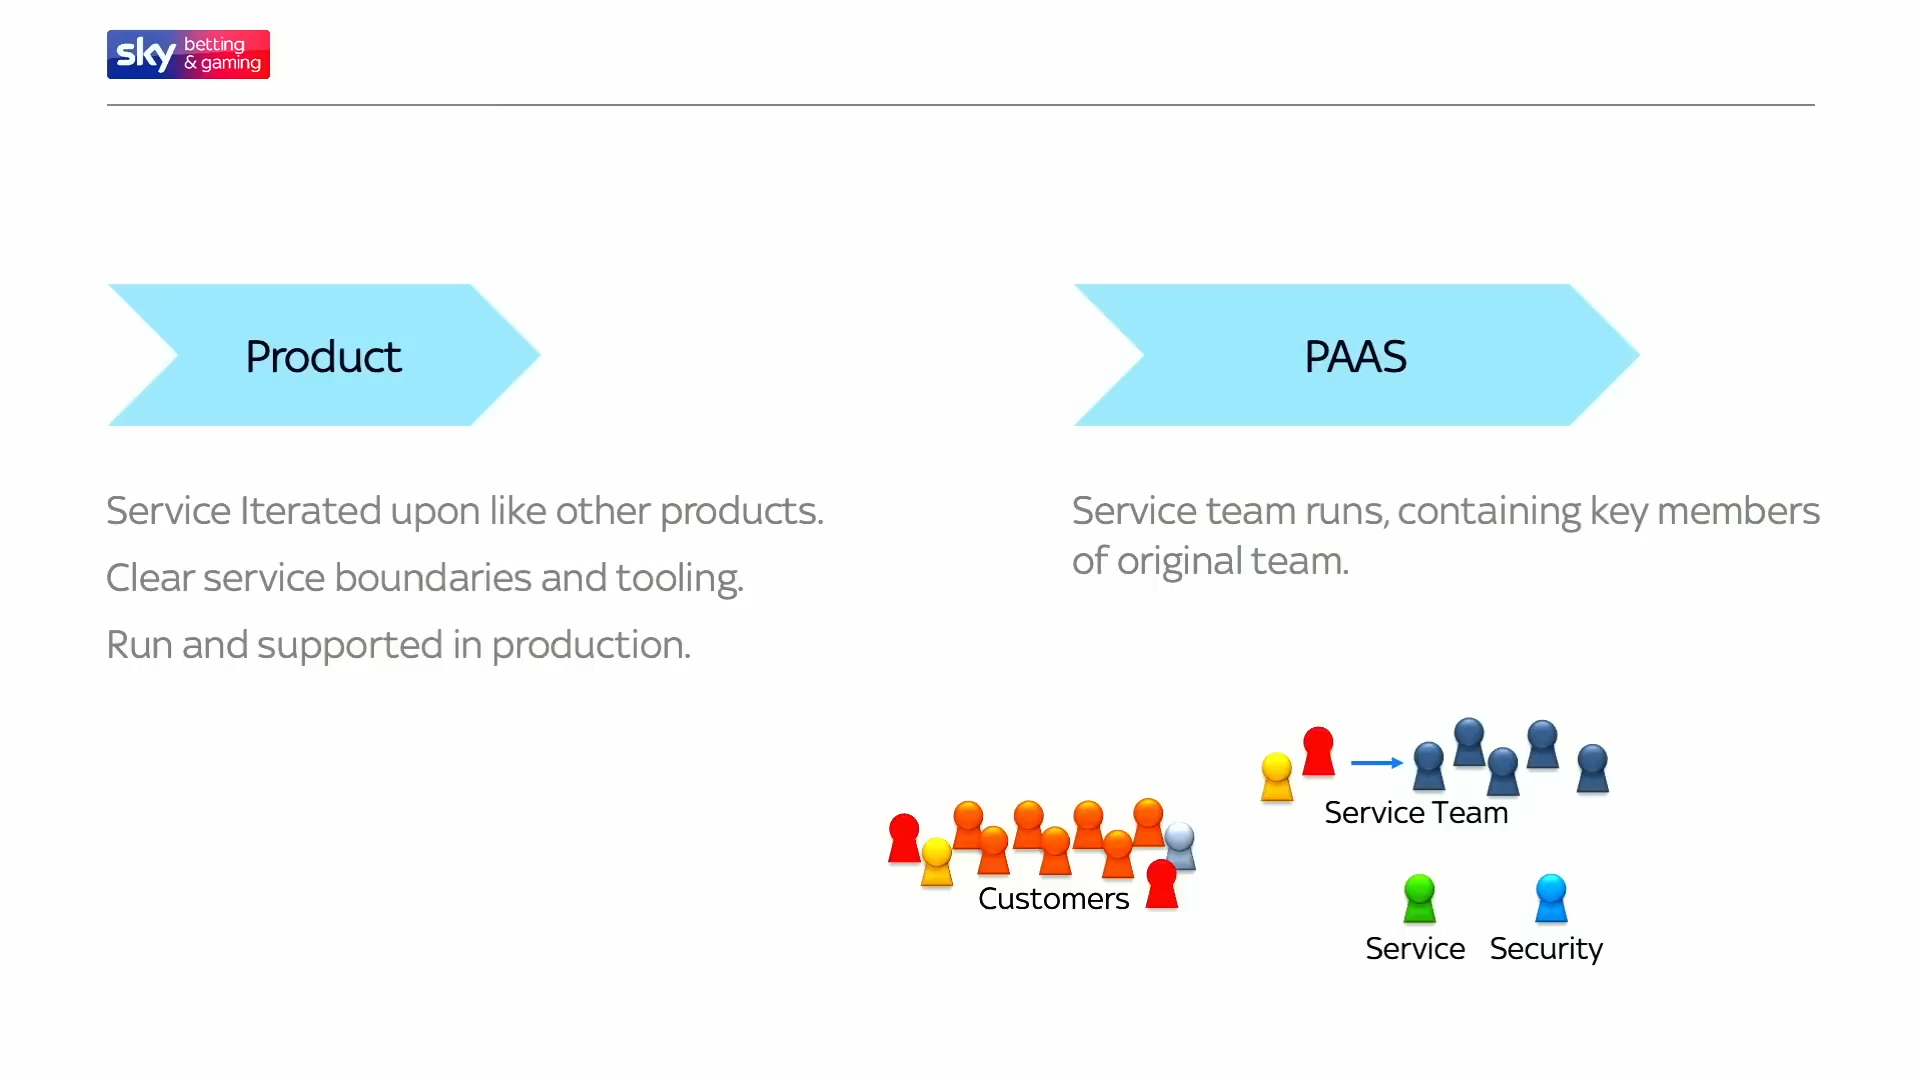 sky betting
& gaming
Product
PAAS
Service Iterated upon like other products.
Clear service boundaries and tooling.
Run and supported in production.
Service team runs, containing key members
of original team.
Service Team
Customers
Service
Security